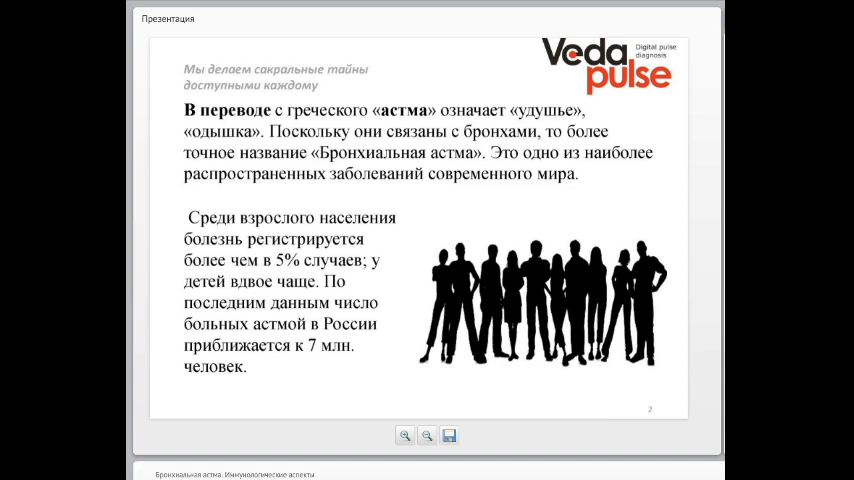 Презентация
Veda pulse
Digital pulse
diagnosis
Мы делаем сакральные тайны
доступными каждому
В переводе с греческого «астма» означает «удушье»,
«одышка». Поскольку они связаны с бронхами, то более
точное название «Бронхиальная астма». Это одно из наиболее
распространенных заболеваний современного мира.
Среди взрослого населения
болезнь регистрируется
более чем в 5% случаев; у
детей вдвое чаще. По
последним данным число
больных астмой в России
приближается к 7 млн.
человек.
2
Бронхиальная астма. Иммунологические аспекты